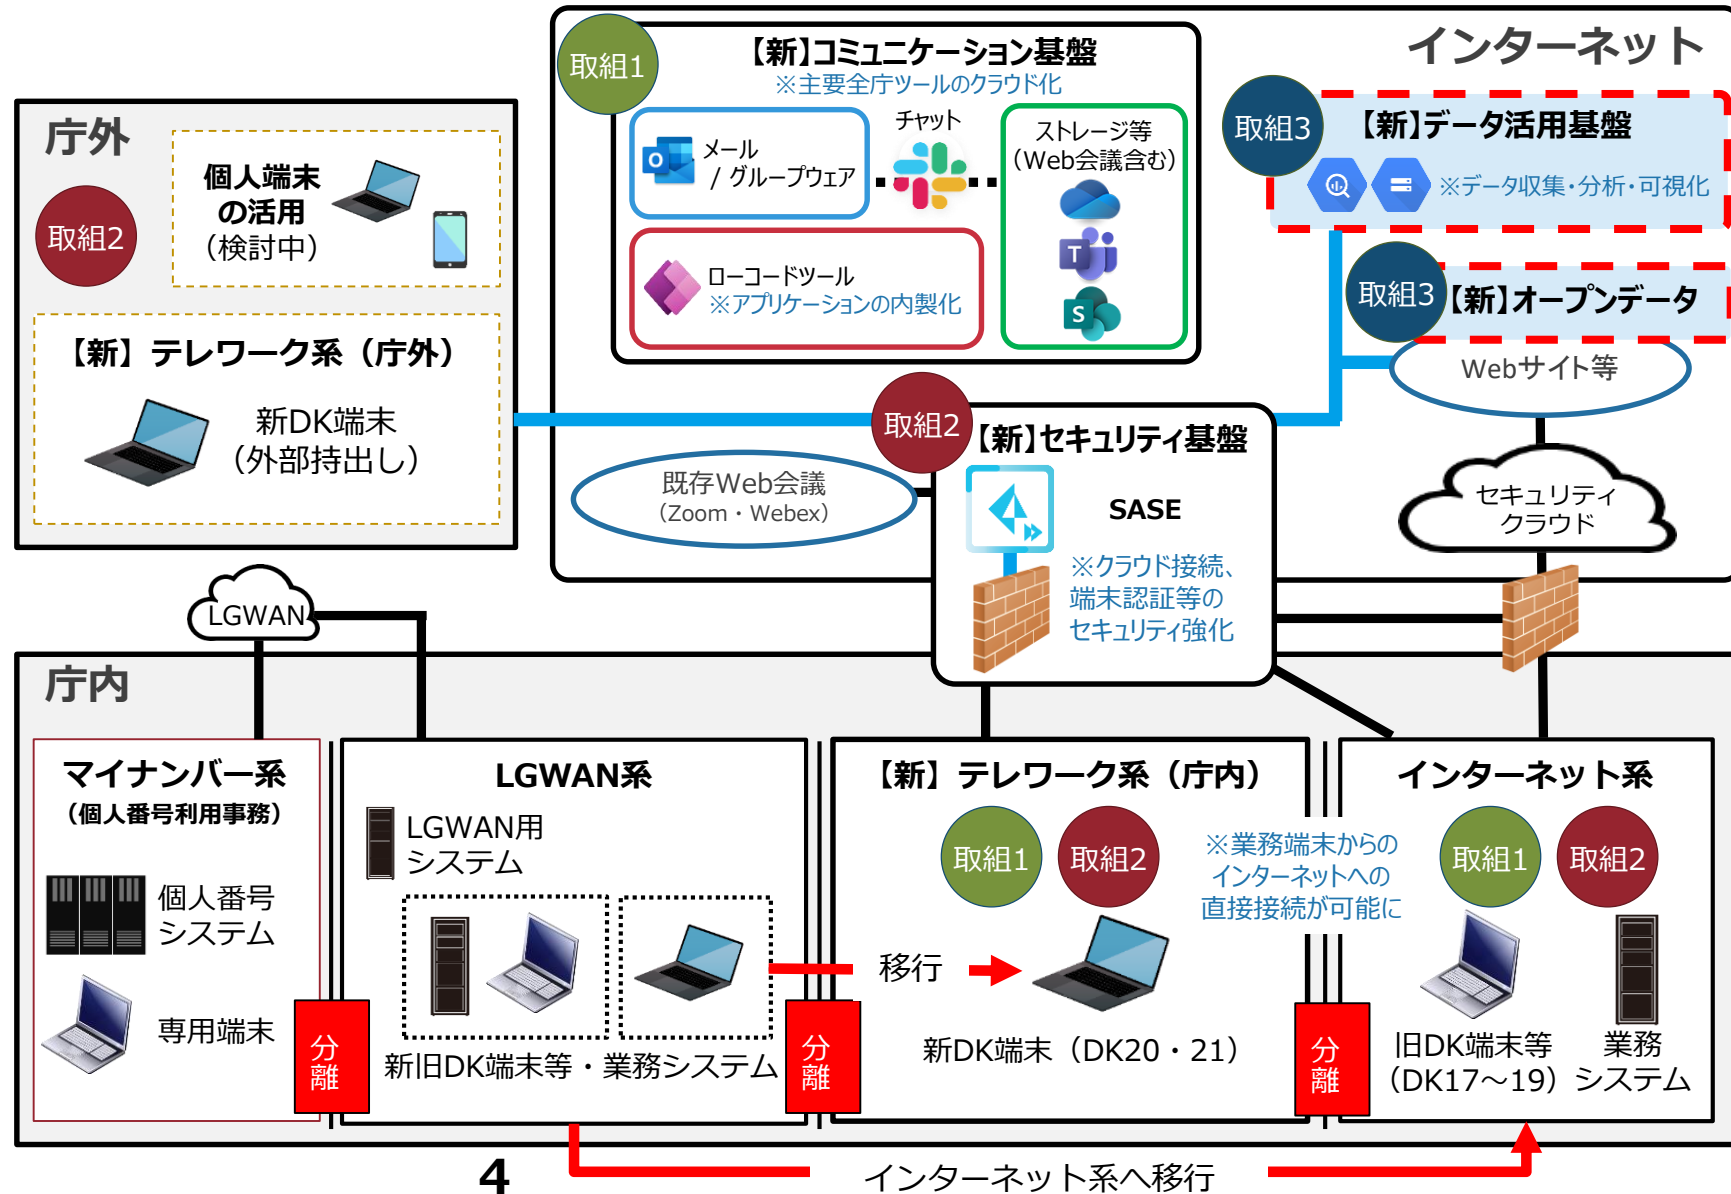 インターネット
取組1
【新】コミュニケーション基盤
※主要全庁ツールのクラウド化
メール
/ グループウェア
チャット
ストレージ等
（Web会議含む）
ローコードツール
※アプリケーションの内製化
取組3
【新】データ活用基盤
※データ収集・分析・可視化
取組3
【新】オープンデータ
Webサイト等
セキュリティ
クラウド
庁外
取組2
個人端末
の活用
（検討中）
【新】テレワーク系（庁外）
新DK端末
（外部持出し）
既存Web会議
（Zoom・Webex）
取組2
【新】セキュリティ基盤
SASE
※クラウド接続、
端末認証等の
セキュリティ強化
LGWAN
庁内
マイナンバー系
（個人番号利用事務）
個人番号
システム
専用端末
分離
LGWAN系
LGWAN用
システム
新旧DK端末等・業務システム
分離
移行
【新】テレワーク系（庁内）
取組1
取組2
※業務端末からの
インターネットへの
直接接続が可能に
新DK端末（DK20・21）
分離
インターネット系
取組1
取組2
旧DK端末等
（DK17～19）
業務
システム
インターネット系へ移行
4